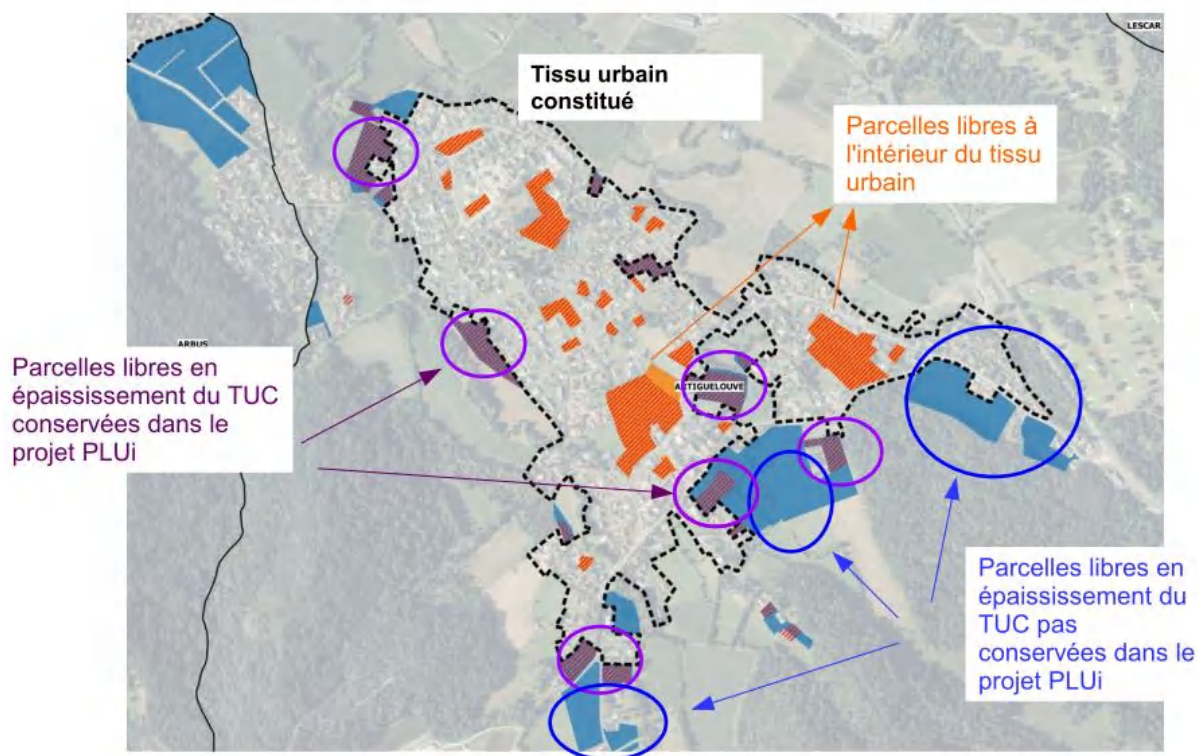 LESCAR
Tissu urbain
constitué
Parcelles libres à
l'intérieur du tissu
urbain
ARBUS
Parcelles libres en
épaississement du TUC
conservées dans le
projet PLUi
ARTIGUELOUVE
Parcelles libres en
épaississement du
TUC pas
conservées dans le
projet PLUi